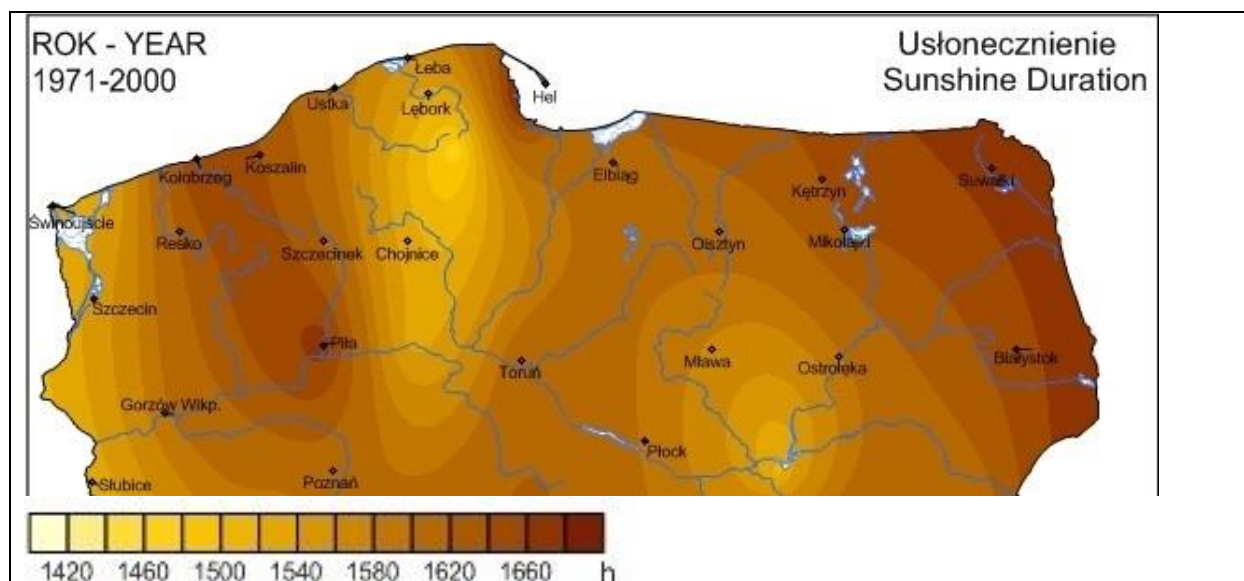 ROK - YEAR
1971-2000
Usłonecznienie
Sunshine Duration
Łeba
Ustka
Lębork
Hel
Kołobrzeg
Koszalin
Elbląg
Kętrzyn
Suwałki
Świnoujście
Resko
Szczecinek
Chojnice
Olsztyn
Mikołajki
Szczecin
Piła
Toruń
Mława
Ostrołęka
Białystok
Gorzów Wlkp.
Płock
Słubice
Poznań
1420 1460 1500 1540 1580 1620 1660 h